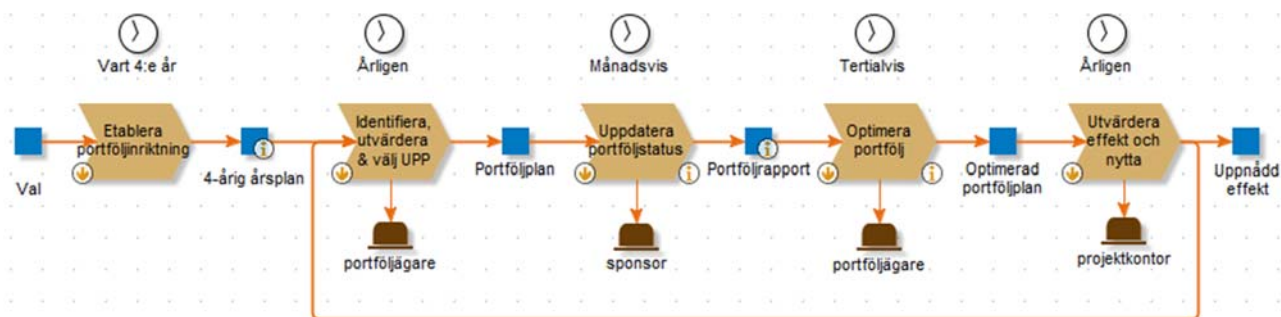 Vart 4:e år
Årligen
Månadsvis
Tertialvis
Årligen
Val
Etablera
portföljinriktning
4-årig årsplan
Identifiera,
utvärdera
& välj UPP
Portföljplan
Uppdatera
portföljstatus
Portföljrapport
Optimera
portfölj
Optimerad
portföljplan
Utvärdera
effekt och
nytta
Uppnådd
effekt
portföljägare
sponsor
portföljägare
projektkontor